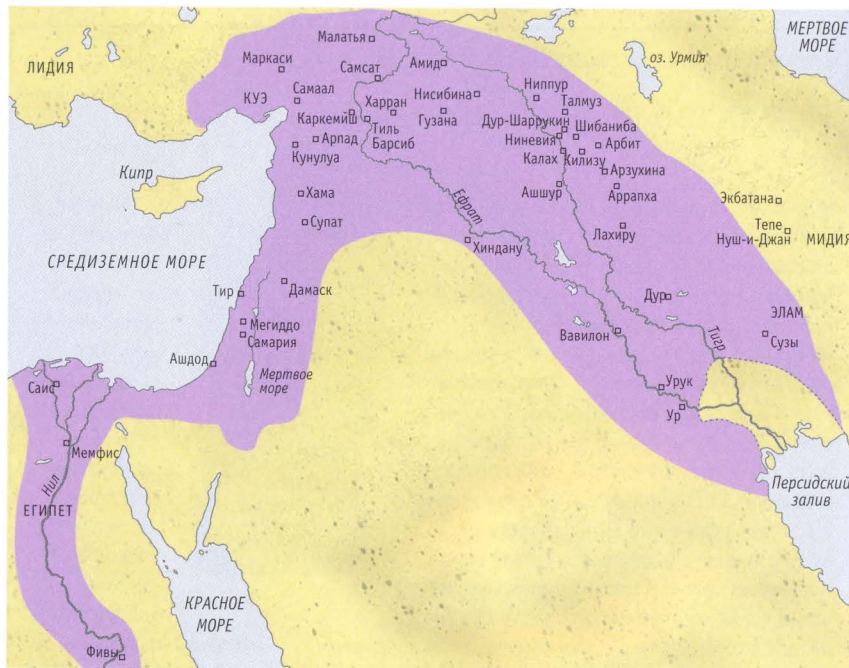 МЕРТВОЕ
МОРЕ
оз. Урмия
Малатья
Амид
ЛИДИЯ
Маркаси
Самсат
КУЭ
Самаал
Каркемиш
Харран
Нисибина
Гузана
Ниппур
Талмуз
Дур-Шаррукин
Шибаниба
Ниневия
Арбит
Тиль
Барсиб
Арпад
Кунулуа
Калах
Килизу
Арзухина
Кипр
Хама
Ашшур
Аррапха
Экбатана
Супат
Ефрат
Лахиру
Тепе
Нуш-и-Джан
МИДИЯ
Хиндану
СРЕДИЗЕМНОЕ МОРЕ
Тир
Дамаск
Дур
ЭЛАМ
Сузы
Мегиддо
Самария
Вавилон
Тигр
Ашдод
Мертвое
море
Саис
Урук
Ур
Мемфис
Нил
ЕГИПЕТ
Персидский
залив
КРАСНОЕ
МОРЕ
Фивы